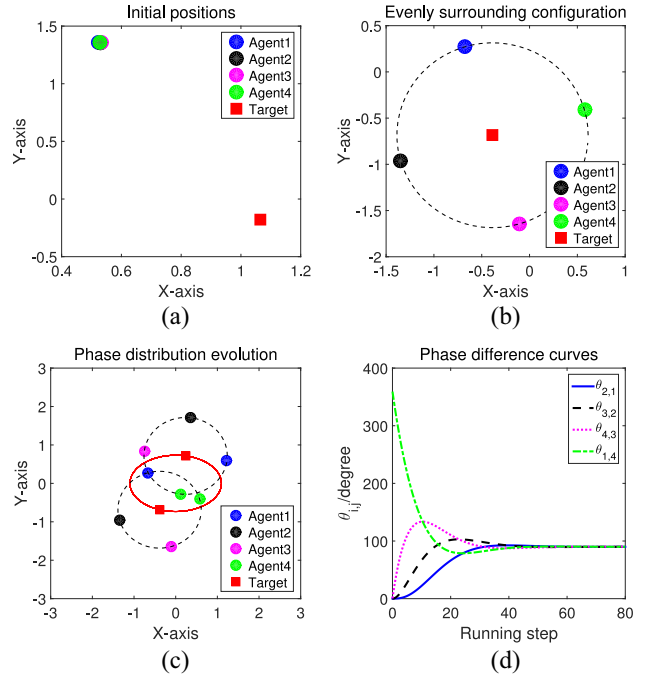 Initial positions
1.5
1
0.5
0
-0.5
Y-axis
0.4
0.6
0.8
1
1.2
X-axis
Agent1
Agent2
Agent3
Agent4
Target
(a)
Evenly surrounding configuration
0.5
0
-0.5
-1
-1.5
-2
Y-axis
-1.5
-1
-0.5
0
0.5
1
X-axis
Agent1
Agent2
Agent3
Agent4
Target
(b)
Phase distribution evolution
3
2
1
0
-1
-2
-3
Y-axis
-3
-2
-1
0
1
2
3
X-axis
Agent1
Agent2
Agent3
Agent4
Target
(c)
Phase difference curves
400
300
200
100
0
θi,j/degree
0
20
40
60
80
Running step
θ2,1
θ3,2
θ4,3
θ1,4
(d)